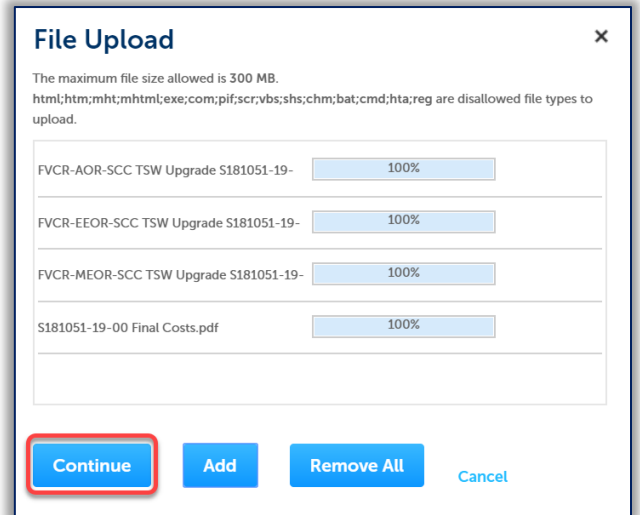 File Upload
×
The maximum file size allowed is 300 MB.
html;htm;mht;mhtml;exe;com;pif;scr;vbs;shs;chm;bat;cmd;hta;reg are disallowed file types to
upload.
FVCR-AOR-SCC TSW Upgrade S181051-19- 100%
FVCR-EEOR-SCC TSW Upgrade S181051-19- 100%
FVCR-MEOR-SCC TSW Upgrade S181051-19- 100%
S181051-19-00 Final Costs.pdf 100%
Continue Add Remove All Cancel